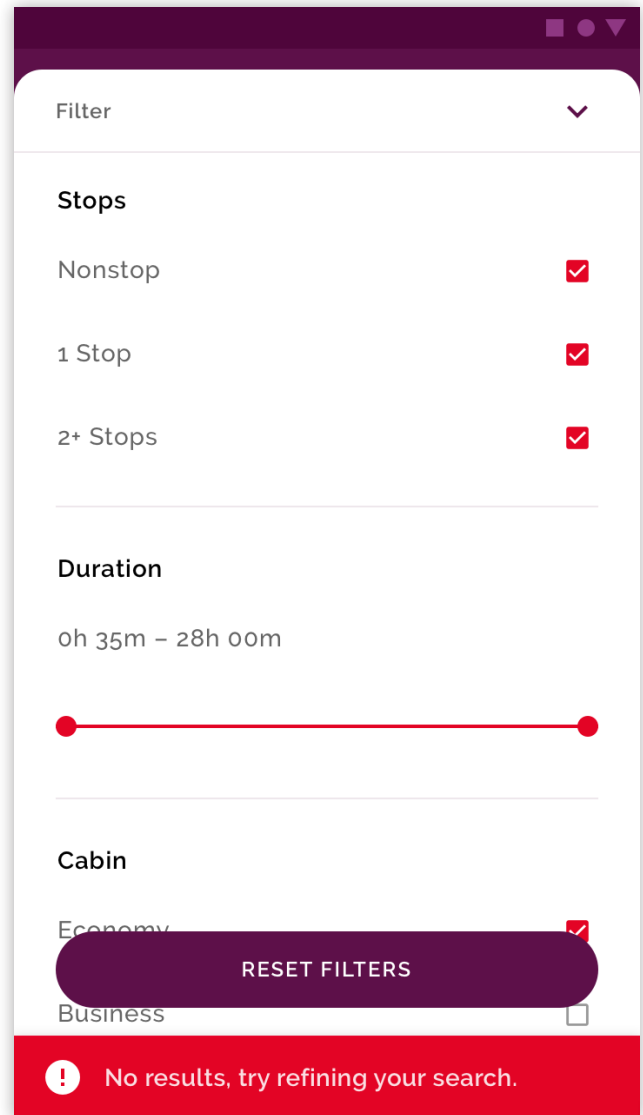 Filter
Stops
Nonstop
1 Stop
2+ Stops
Duration
0h 35m – 28h 00m
Cabin
Economy
RESET FILTERS
Business
No results, try refining your search.